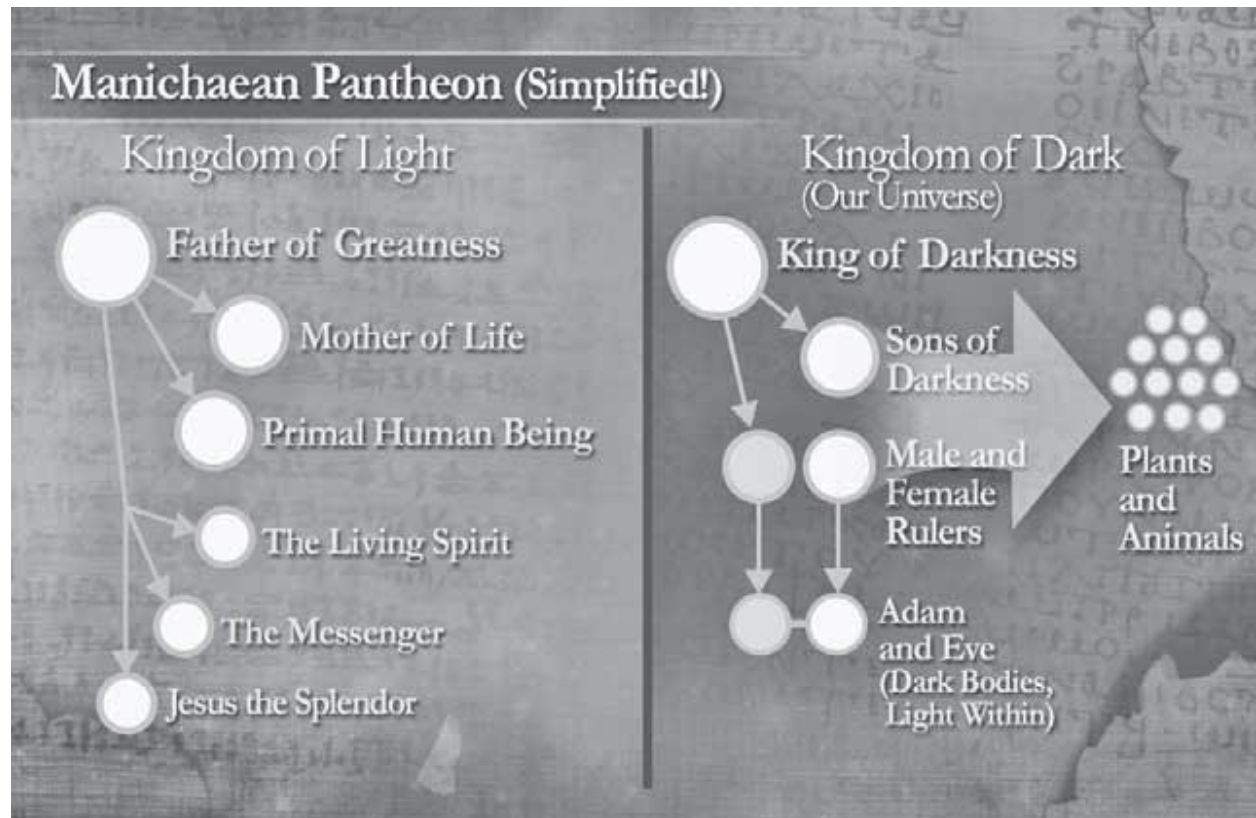 Manichaean Pantheon (Simplified!)
Kingdom of Light
Father of Greatness
Mother of Life
Primal Human Being
The Living Spirit
The Messenger
Jesus the Splendor
Kingdom of Dark
(Our Universe)
King of Darkness
Sons of
Darkness
Male and
Female
Rulers
Adam
and Eve
(Dark Bodies,
Light Within)
Plants
and
Animals